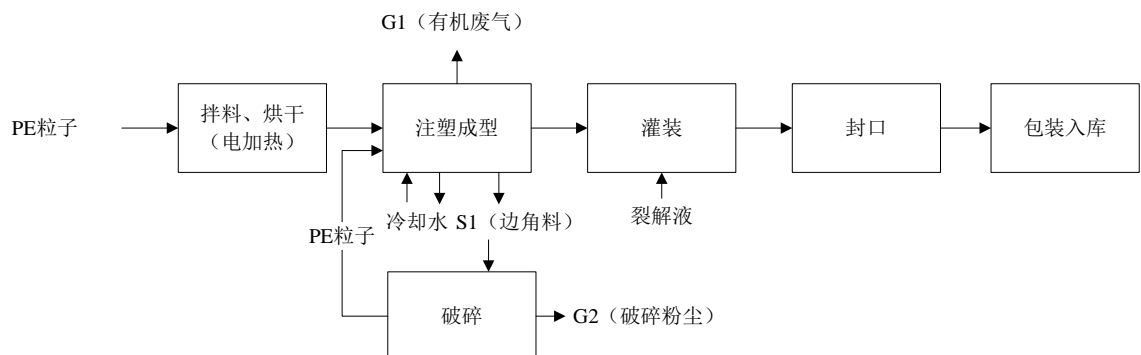 G1（有机废气）
PE粒子
拌料、烘干
（电加热）
注塑成型
灌装
封口
包装入库
冷却水
S1（边角料）
裂解液
PE粒子
破碎
G2（破碎粉尘）